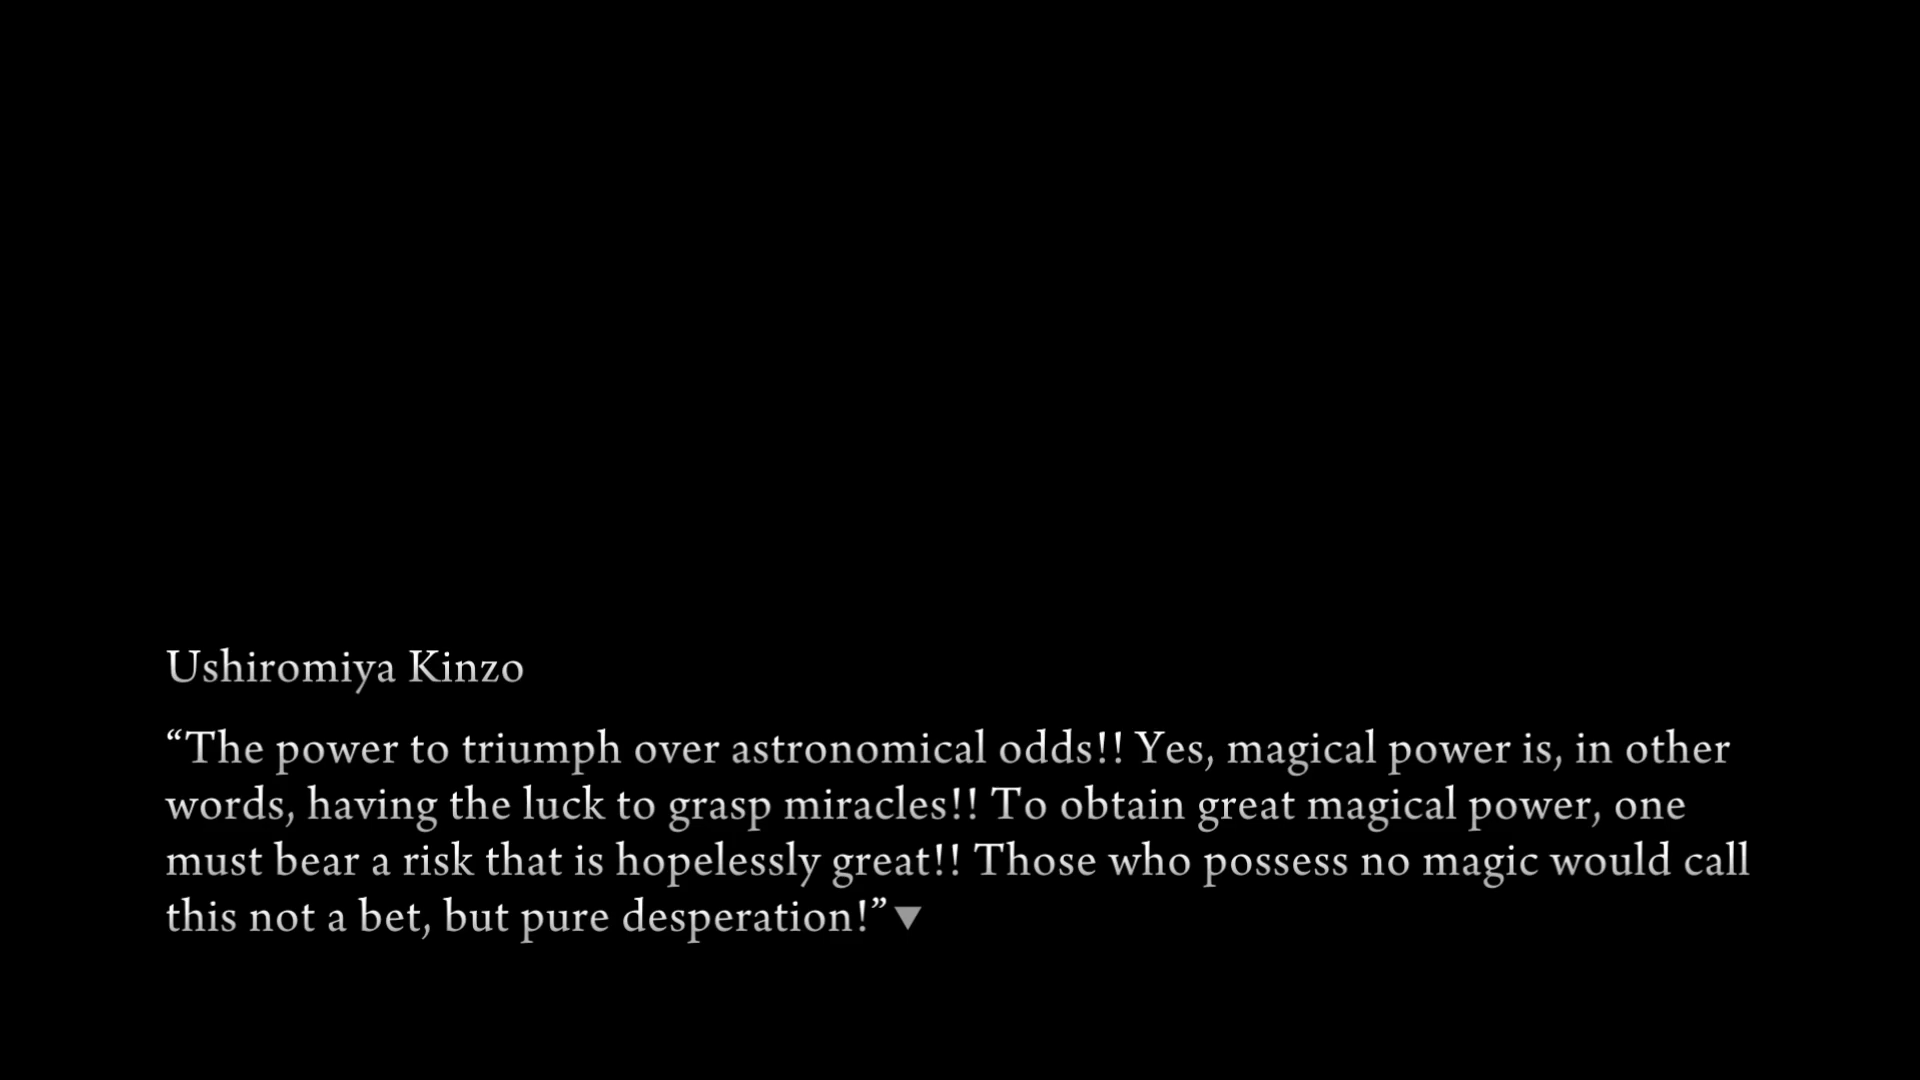 Ushiromiya Kinzo
“The power to triumph over astronomical odds!! Yes, magical power is, in other
words, having the luck to grasp miracles!! To obtain great magical power, one
must bear a risk that is hopelessly great!! Those who possess no magic would call
this not a bet, but pure desperation!”